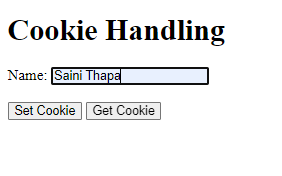 Cookie Handling
Name: Saini Thapa
Set Cookie Get Cookie